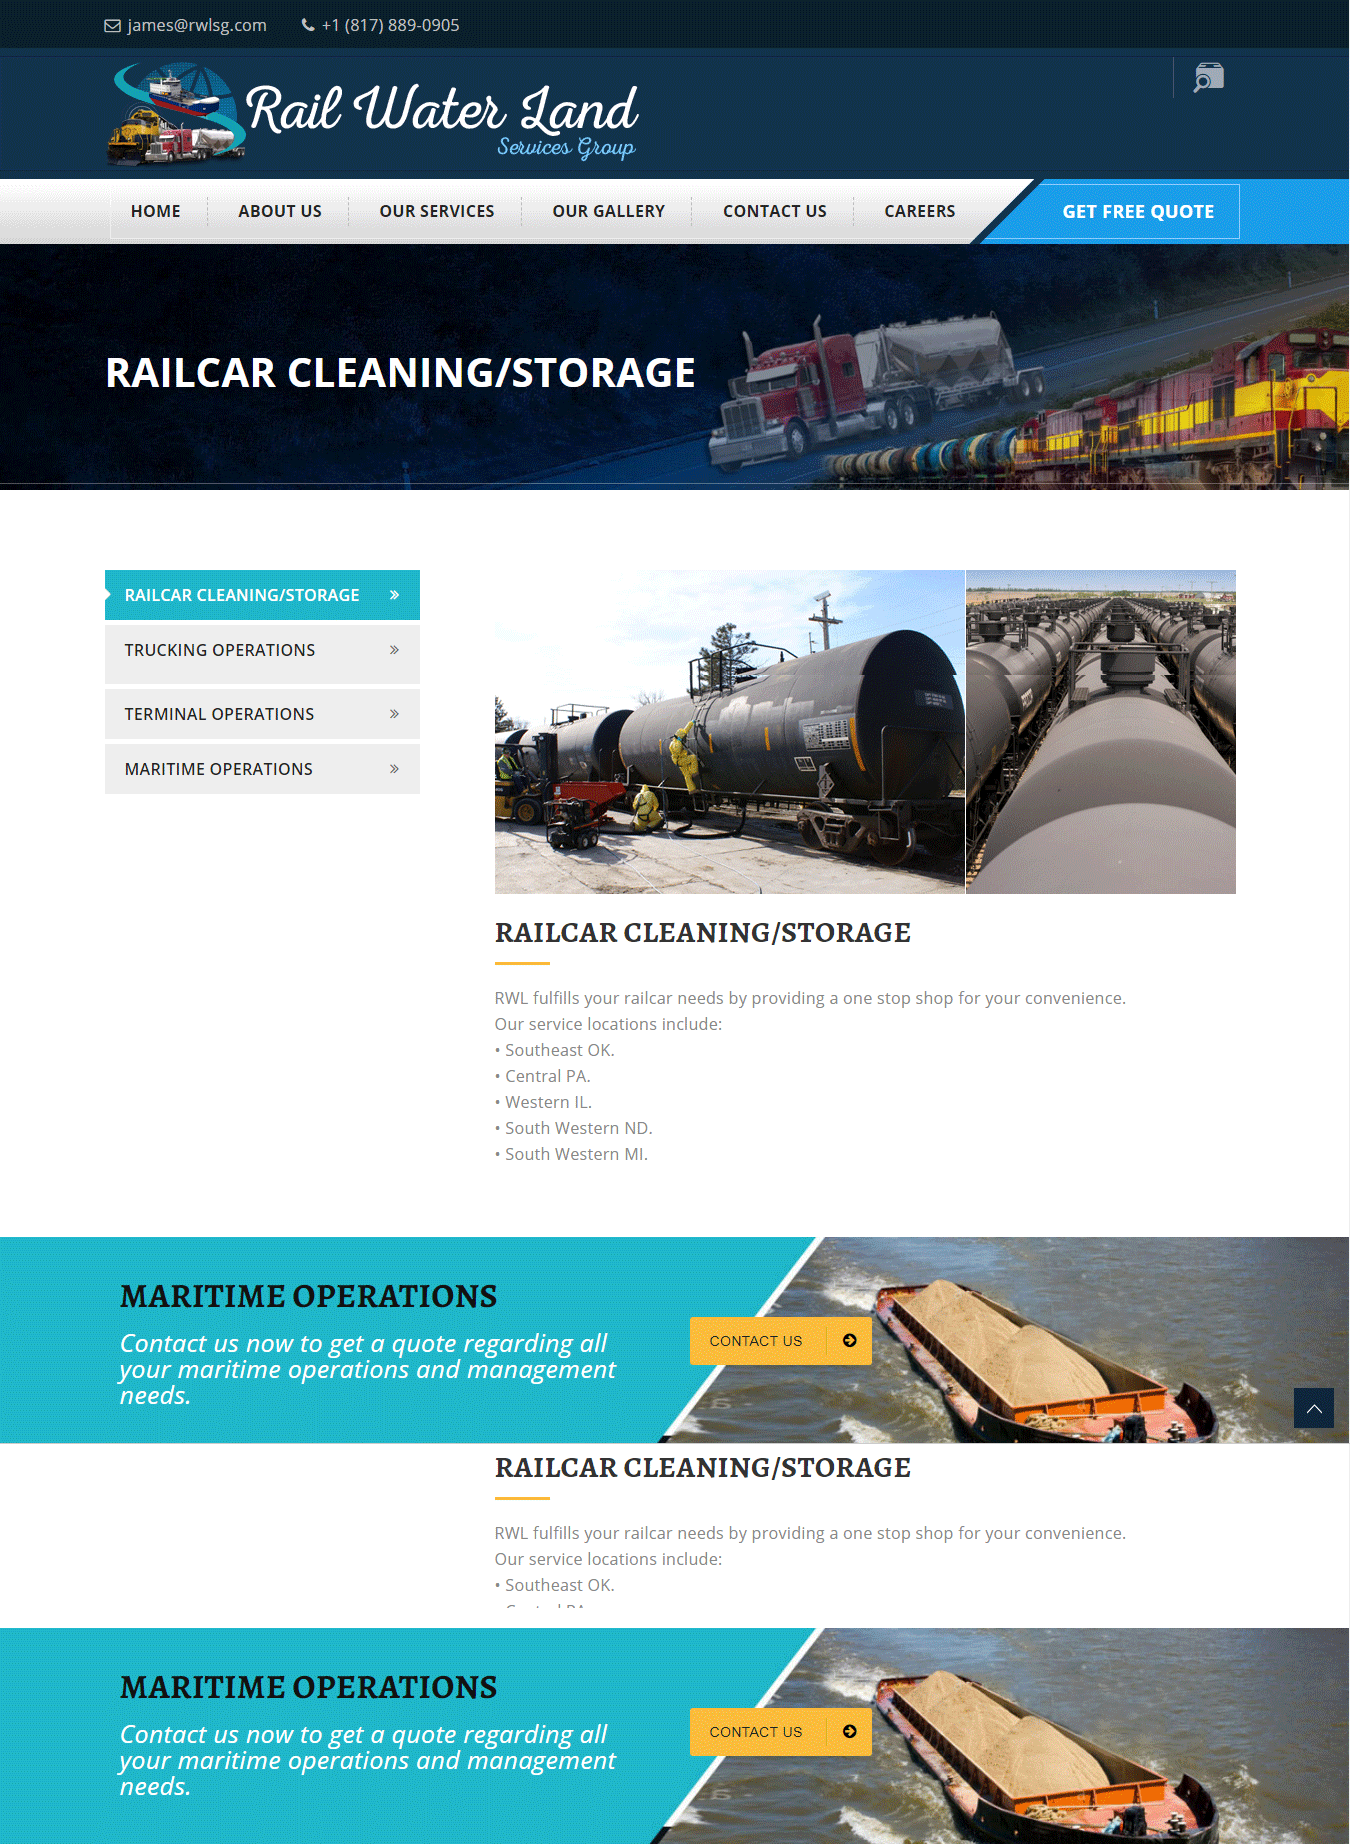 james@rwlsg.com +1 (817) 889-0905
Rail Water Land
Services Group
HOME ABOUT US OUR SERVICES OUR GALLERY CONTACT US CAREERS GET FREE QUOTE
RAILCAR CLEANING/STORAGE
RAILCAR CLEANING/STORAGE »
TRUCKING OPERATIONS »
TERMINAL OPERATIONS »
MARITIME OPERATIONS »
RAILCAR CLEANING/STORAGE
RWL fulfills your railcar needs by providing a one stop shop for your convenience.
Our service locations include:
• Southeast OK.
• Central PA.
• Western IL.
• South Western ND.
• South Western MI.
MARITIME OPERATIONS
Contact us now to get a quote regarding all
your maritime operations and management
needs.
CONTACT US
RAILCAR CLEANING/STORAGE
RWL fulfills your railcar needs by providing a one stop shop for your convenience.
Our service locations include:
• Southeast OK.
MARITIME OPERATIONS
Contact us now to get a quote regarding all
your maritime operations and management
needs.
CONTACT US